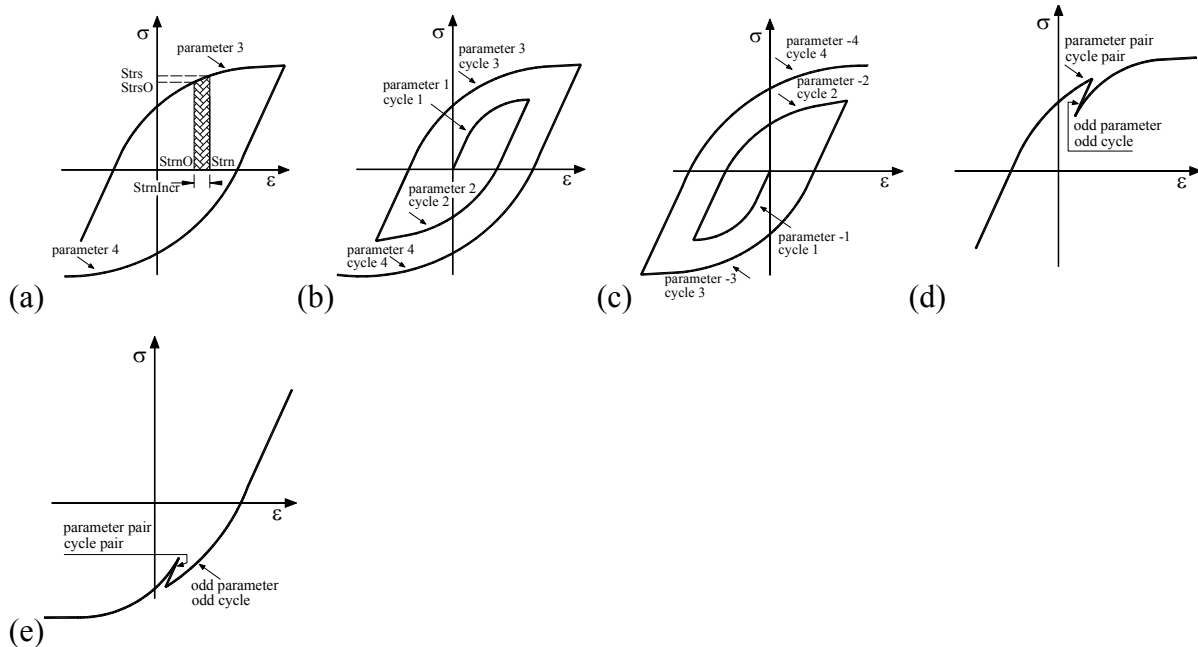 σ
parameter 3
Strs
StrsO
StrnO
Strn
ε
StrnIncr
parameter 4
(a)
σ
parameter 3
cycle 3
parameter 1
cycle 1
ε
parameter 2
cycle 2
parameter 4
cycle 4
(b)
σ
parameter -4
cycle 4
parameter -2
cycle 2
ε
parameter -1
cycle 1
parameter -3
cycle 3
(c)
σ
parameter pair
cycle pair
odd parameter
odd cycle
ε
(d)
σ
ε
parameter pair
cycle pair
odd parameter
odd cycle
(e)